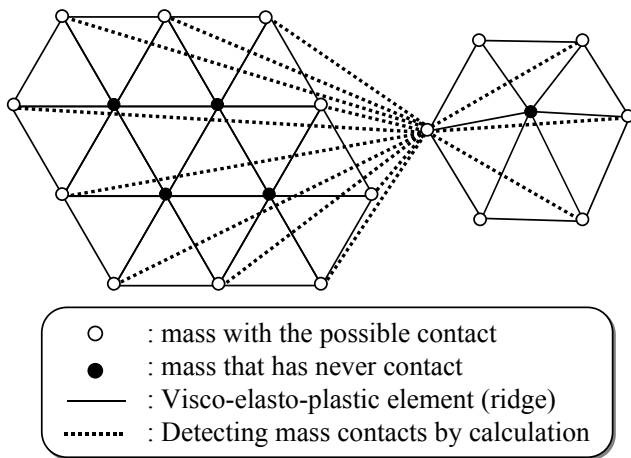 : mass with the possible contact
: mass that has never contact
: Visco-elasto-plastic element (ridge)
: Detecting mass contacts by calculation